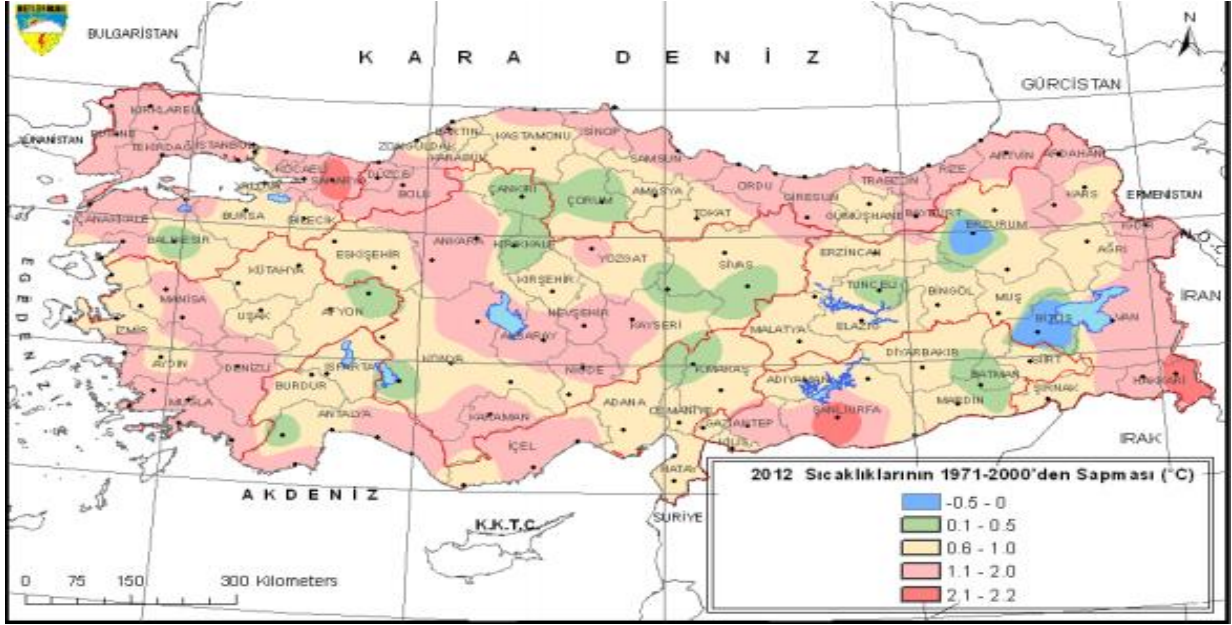 BULGARİSTAN
N
K A R A D E N İ Z
GÜRCİSTAN
KIRKLARELİ
YUNANİSTAN
EDİRNE
TEKİRDAĞ
İSTANBUL
KOCAELİ
SAKARYA
DÜZCE
BOLU
ZONGULDAK
BARTIN
KARABÜK
KASTAMONU
SİNOP
SAMSUN
ORDU
GİRESUN
TRABZON
RİZE
ARTVİN
ARDAHAN
KARS
ERMENİSTAN
IĞDIR
YALOVA
ÇANAKKALE
BURSA
BİLECİK
ÇANKIRI
ÇORUM
AMASYA
TOKAT
GÜMÜŞHANE
BAYBURT
ERZURUM
BALIKESİR
ESKİŞEHİR
ANKARA
KIRIKKALE
YOZGAT
SİVAS
ERZİNCAN
AĞRI
KÜTAHYA
KIRŞEHİR
TUNCELİ
BİNGÖL
MUŞ
İRAN
E G E D E N İ Z İ
MANİSA
UŞAK
AFYON
NEVŞEHİR
KAYSERİ
MALATYA
ELAZIĞ
BİTLİS
VAN
İZMİR
AKSARAY
KONYA
DİYARBAKIR
SİİRT
AYDIN
DENİZLİ
ISPARTA
BURDUR
NİĞDE
K.MARAŞ
ADIYAMAN
BATMAN
ŞIRNAK
HAKKARİ
MUĞLA
ANTALYA
KARAMAN
ADANA
OSMANİYE
GAZİANTEP
ŞANLIURFA
MARDİN
İÇEL
KİLİS
HATAY
IRAK
A K D E N İ Z
K.K.T.C.
SURİYE
2012 Sıcaklıklarının 1971-2000'den Sapması (°C)
-0.5 - 0
0.1 - 0.5
0.6 - 1.0
1.1 - 2.0
2.1 - 2.2
0 75 150 300 Kilometers